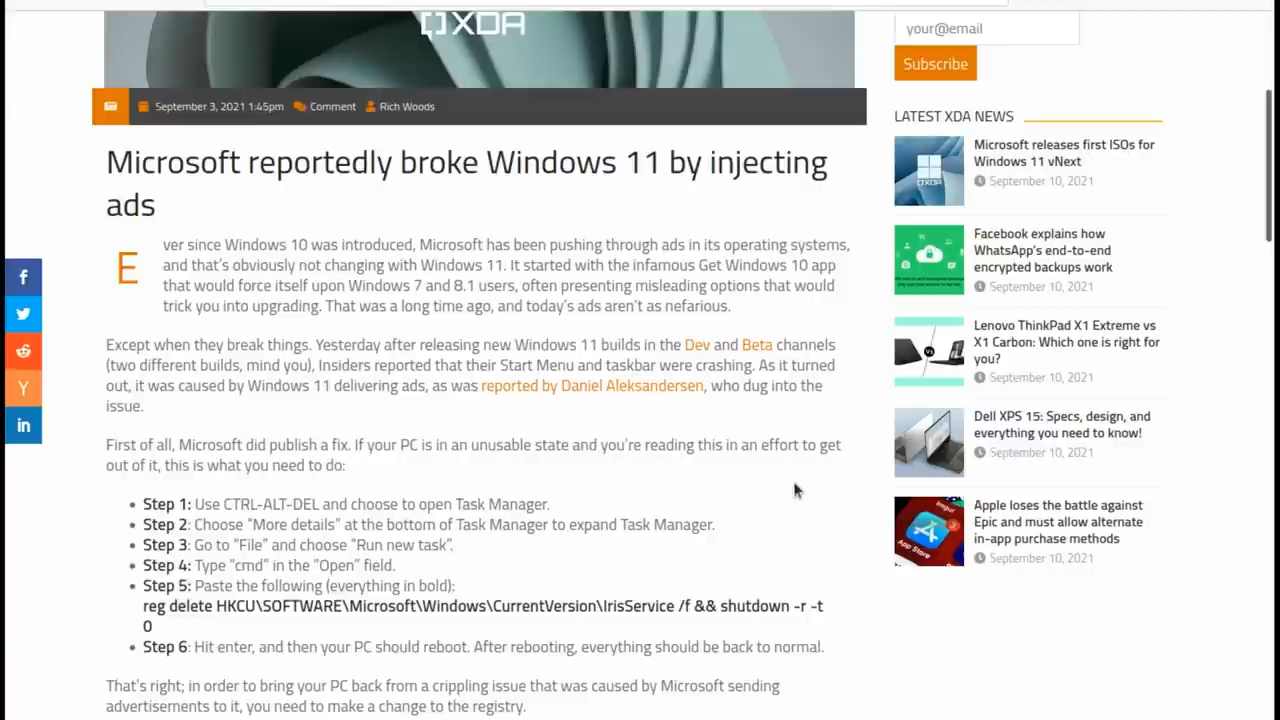 XDA
September 3, 2021 1:45pm Comment Rich Woods
Microsoft reportedly broke Windows 11 by injecting
ads
E
ver since Windows 10 was introduced, Microsoft has been pushing through ads in its operating systems,
and that's obviously not changing with Windows 11. It started with the infamous Get Windows 10 app
that would force itself upon Windows 7 and 8.1 users, often presenting misleading options that would
trick you into upgrading. That was a long time ago, and today's ads aren't as nefarious.
Except when they break things. Yesterday after releasing new Windows 11 builds in the Dev and Beta channels
(two different builds, mind you), Insiders reported that their Start Menu and taskbar were crashing. As it turned
out, it was caused by Windows 11 delivering ads, as was reported by Daniel Aleksandersen, who dug into the
issue.
First of all, Microsoft did publish a fix. If your PC is in an unusable state and you're reading this in an effort to get
out of it, this is what you need to do:
• Step 1: Use CTRL-ALT-DEL and choose to open Task Manager.
• Step 2: Choose “More details” at the bottom of Task Manager to expand Task Manager.
• Step 3: Go to “File” and choose “Run new task”.
• Step 4: Type “cmd” in the “Open” field.
• Step 5: Paste the following (everything in bold):
reg delete HKCU\SOFTWARE\Microsoft\Windows\CurrentVersion\IrisService /f && shutdown -r -t
0
• Step 6: Hit enter, and then your PC should reboot. After rebooting, everything should be back to normal.
That's right; in order to bring your PC back from a crippling issue that was caused by Microsoft sending
advertisements to it, you need to make a change to the registry.
f
Y
in
your@email
Subscribe
LATEST XDA NEWS
XDA
Microsoft releases first ISOs for
Windows 11 vNext
September 10, 2021
Facebook explains how
WhatsApp's end-to-end
encrypted backups work
September 10, 2021
Vs
Lenovo ThinkPad X1 Extreme vs
X1 Carbon: Which one is right for
you?
September 10, 2021
Dell XPS 15: Specs, design, and
everything you need to know!
September 10, 2021
Imgur
App Store
Apple loses the battle against
Epic and must allow alternate
in-app purchase methods
September 10, 2021